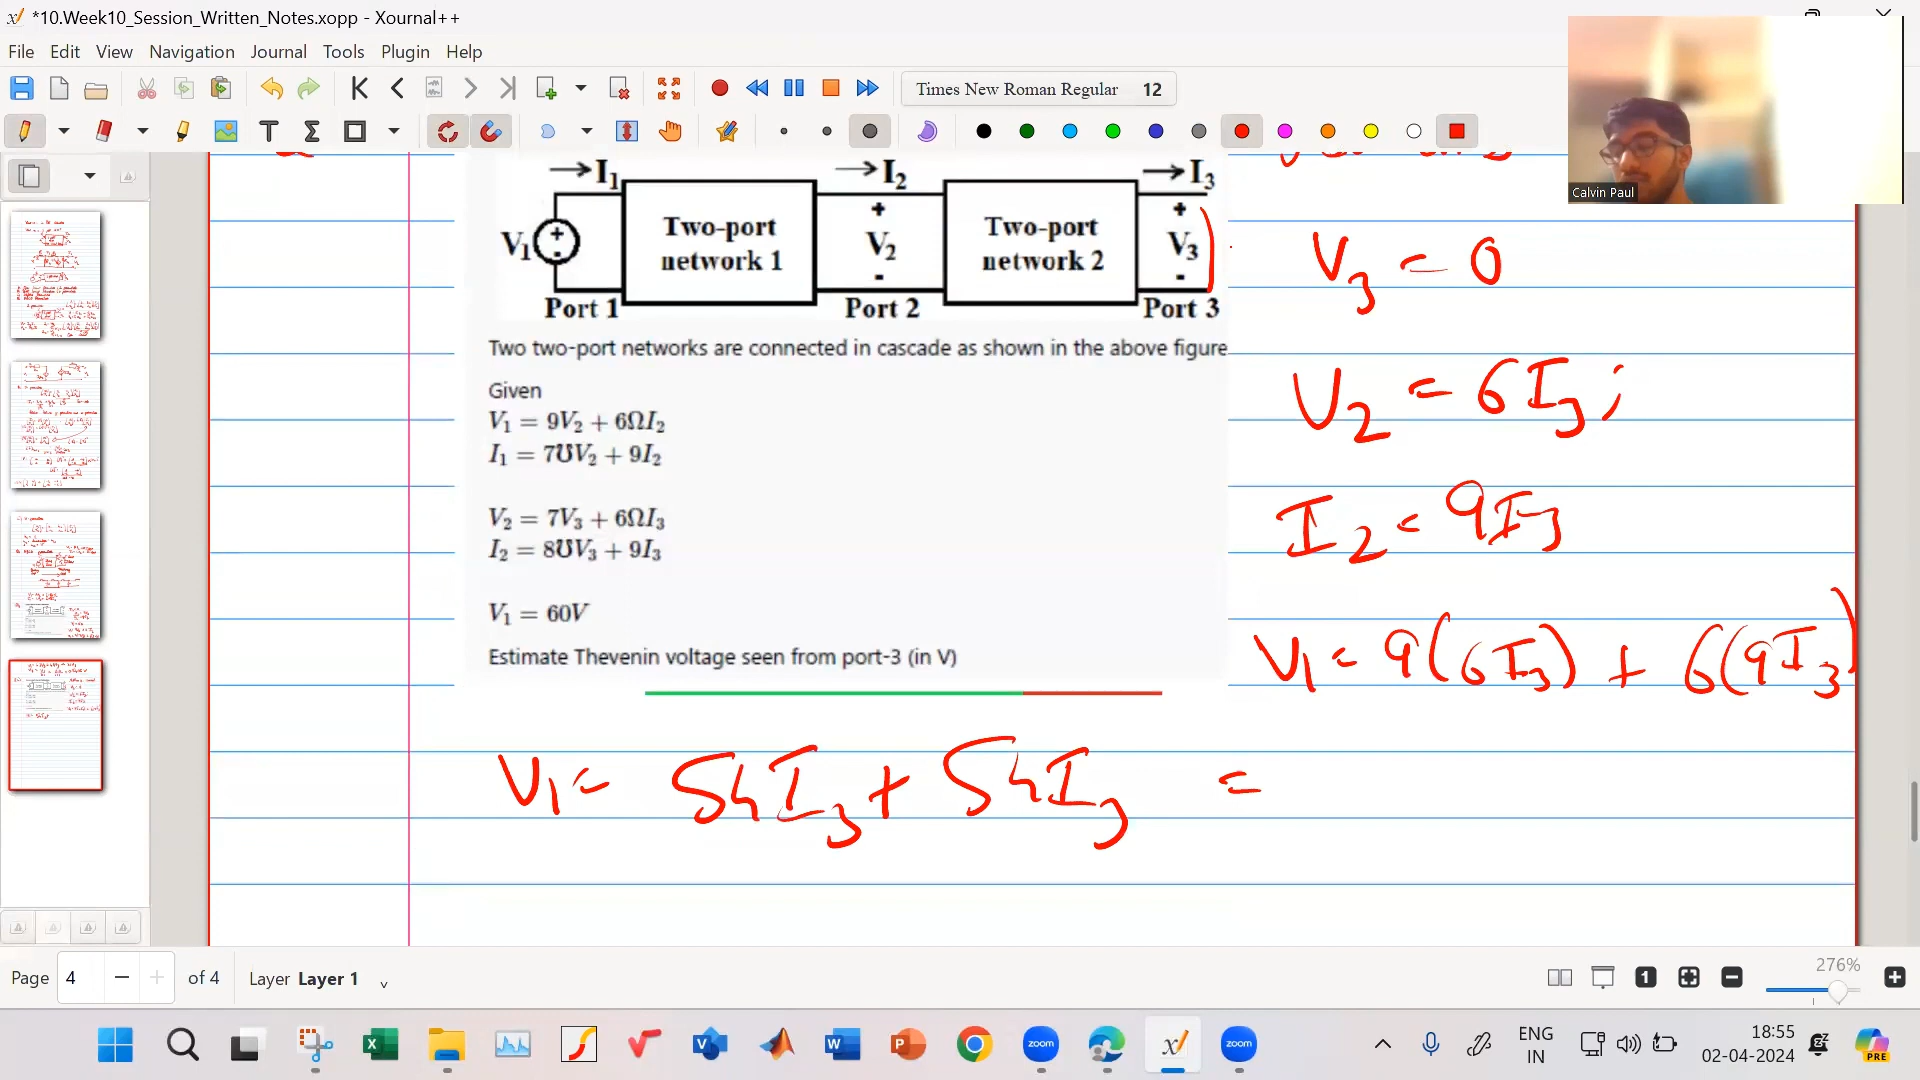 *10.Week10_Session_Written_Notes.xopp - Xournal++
File Edit View Navigation Journal Tools Plugin Help
Times New Roman Regular 12
Calvin Paul
→I₁ →I₂ →I₃
V₁ Two-port network 1 + V₂ - Two-port network 2 + V₃ -
Port 1 Port 2 Port 3
V₃ = 0
Two two-port networks are connected in cascade as shown in the above figure
Given
V₁ = 9V₂ + 6ΩI₂
I₁ = 7℧V₂ + 9I₂
V₂ = 6I₃;
V₂ = 7V₃ + 6ΩI₃
I₂ = 8℧V₃ + 9I₃
I₂ = 9I₃
V₁ = 60V
Estimate Thevenin voltage seen from port-3 (in V)
V₁ = 9(6I₃) + 6(9I₃)
V₁ = 54I₃ + 54I₃ =
Page 4 of 4 Layer Layer 1
276%
zoom zoom
ENG
IN
18:55
02-04-2024
PRE